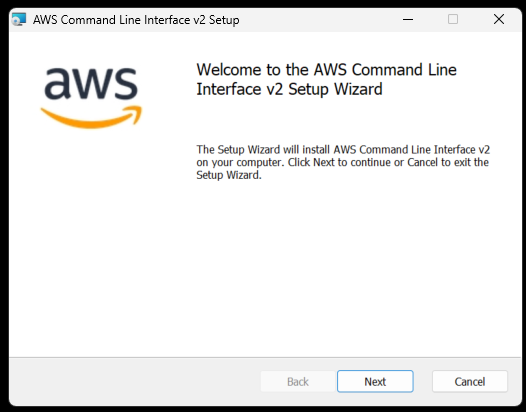 AWS Command Line Interface v2 Setup
aws
Welcome to the AWS Command Line
Interface v2 Setup Wizard
The Setup Wizard will install AWS Command Line Interface v2
on your computer. Click Next to continue or Cancel to exit the
Setup Wizard.
Back
Next
Cancel